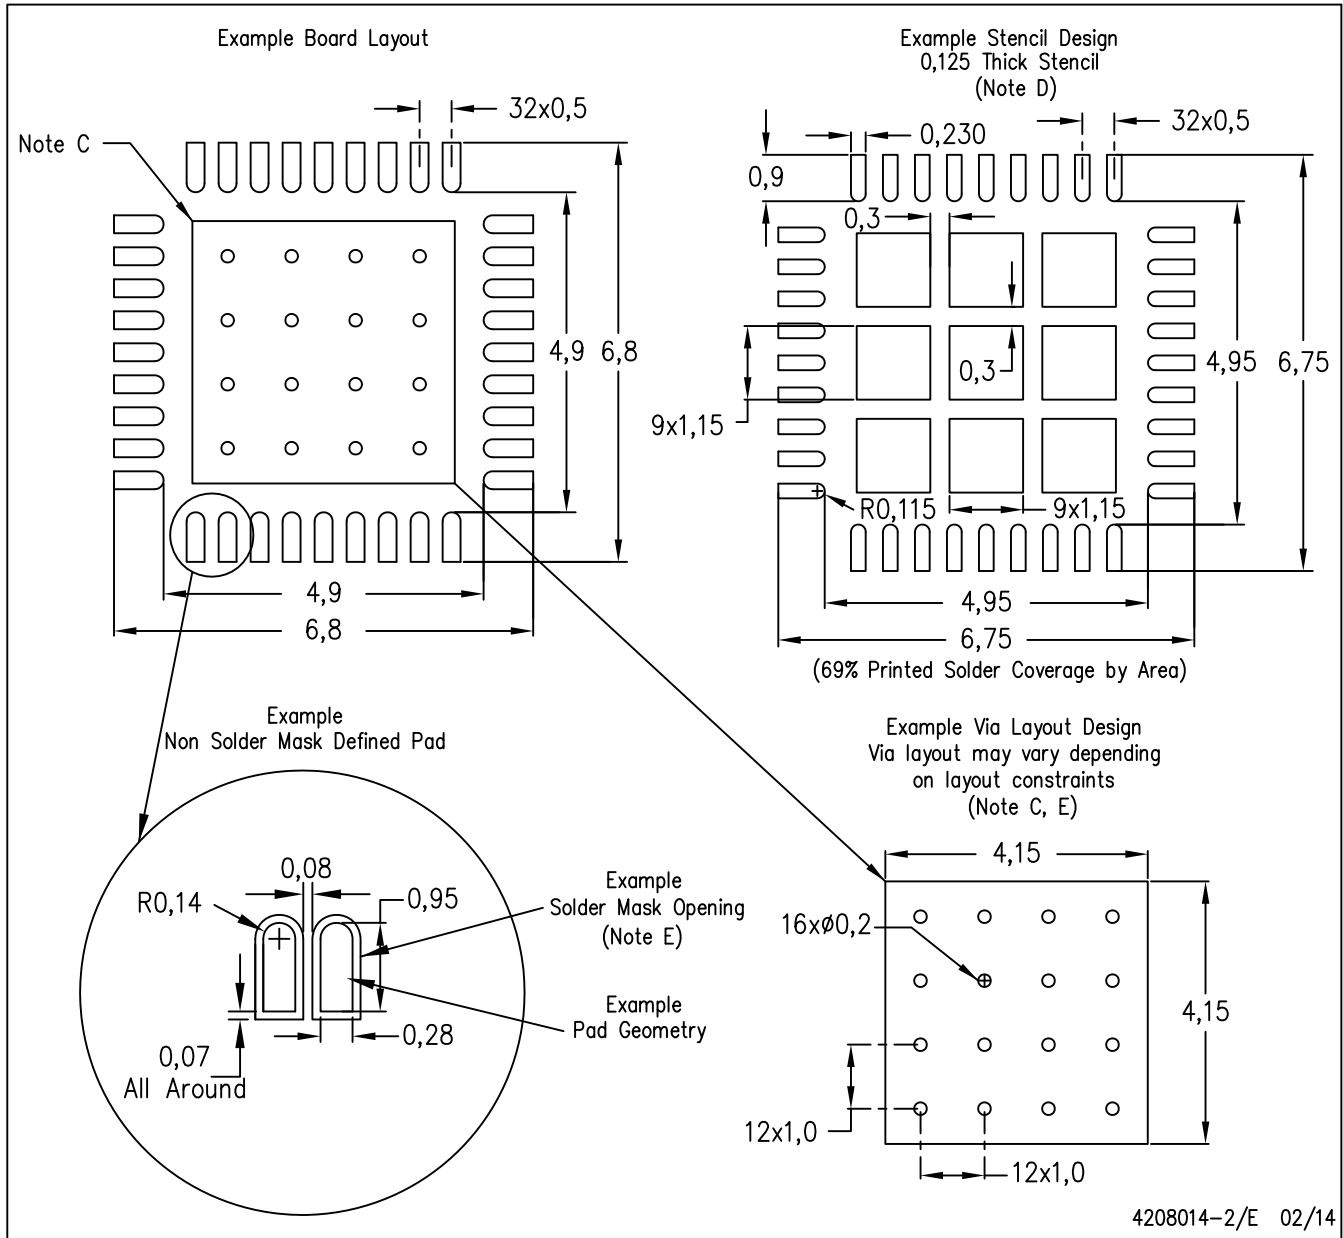 Example Board Layout
32x0,5
Note C
4,9
6,8
4,9
6,8
Example Stencil Design
0,125 Thick Stencil
(Note D)
0,230
32x0,5
0,9
0,3
0,3
4,95
6,75
9x1,15
R0,115
9x1,15
4,95
6,75
(69% Printed Solder Coverage by Area)
Example
Non Solder Mask Defined Pad
0,08
R0,14
0,95
Example
Solder Mask Opening
(Note E)
Example
Pad Geometry
0,28
0,07
All Around
Example Via Layout Design
Via layout may vary depending
on layout constraints
(Note C, E)
4,15
16xø0,2
4,15
12x1,0
12x1,0
4208014-2/E 02/14